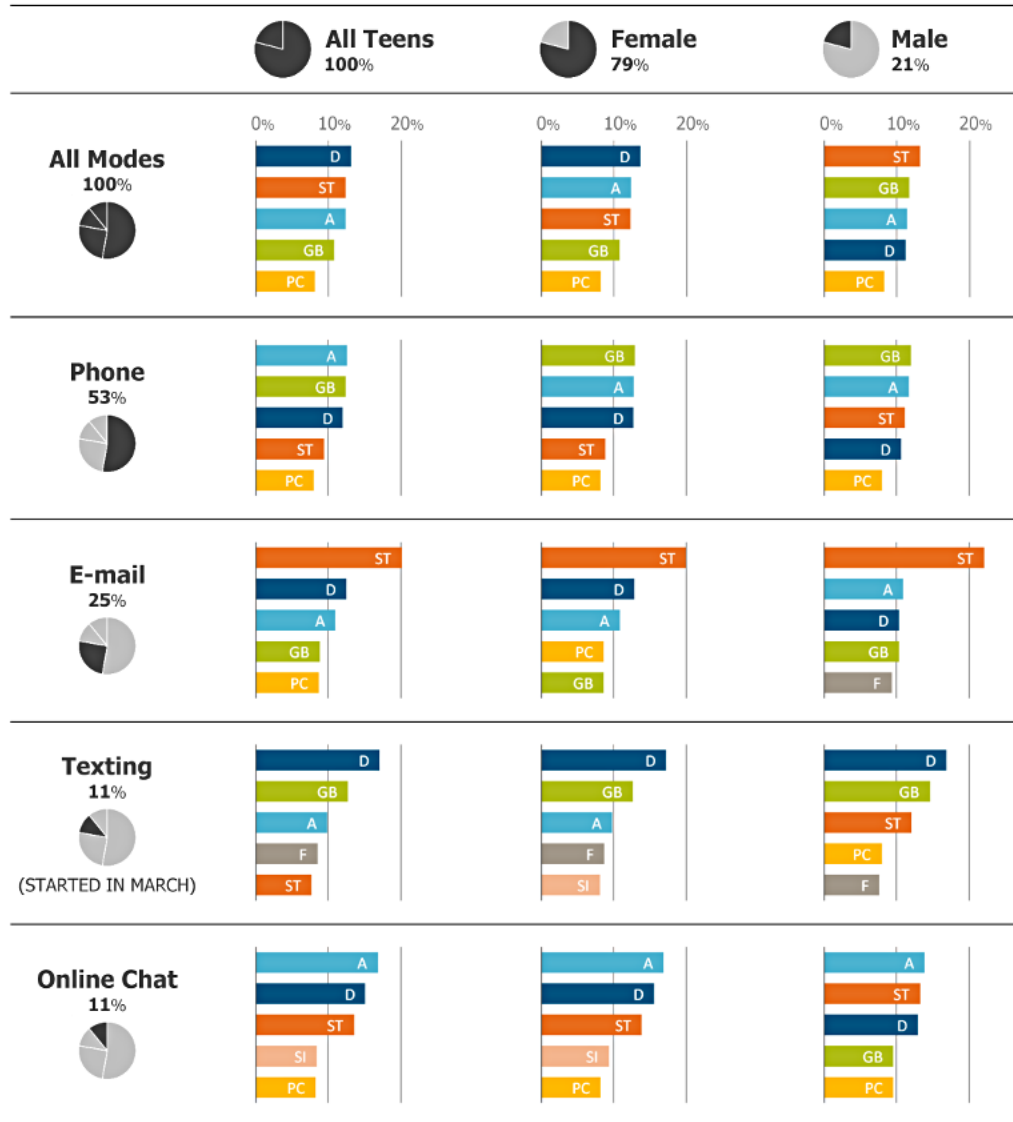 All Teens
100%
Female
79%
Male
21%
0% 10% 20%
0% 10% 20%
0% 10% 20%
All Modes
100%
D
ST
A
GB
PC
D
A
ST
GB
PC
ST
GB
A
D
PC
Phone
53%
A
GB
D
ST
PC
GB
A
D
ST
PC
GB
A
ST
D
PC
E-mail
25%
ST
D
A
GB
PC
ST
D
A
PC
GB
ST
A
D
GB
F
Texting
11%
(STARTED IN MARCH)
D
GB
A
F
ST
D
GB
A
F
SI
D
GB
ST
PC
F
Online Chat
11%
A
D
ST
SI
PC
A
D
ST
SI
PC
A
ST
D
GB
PC